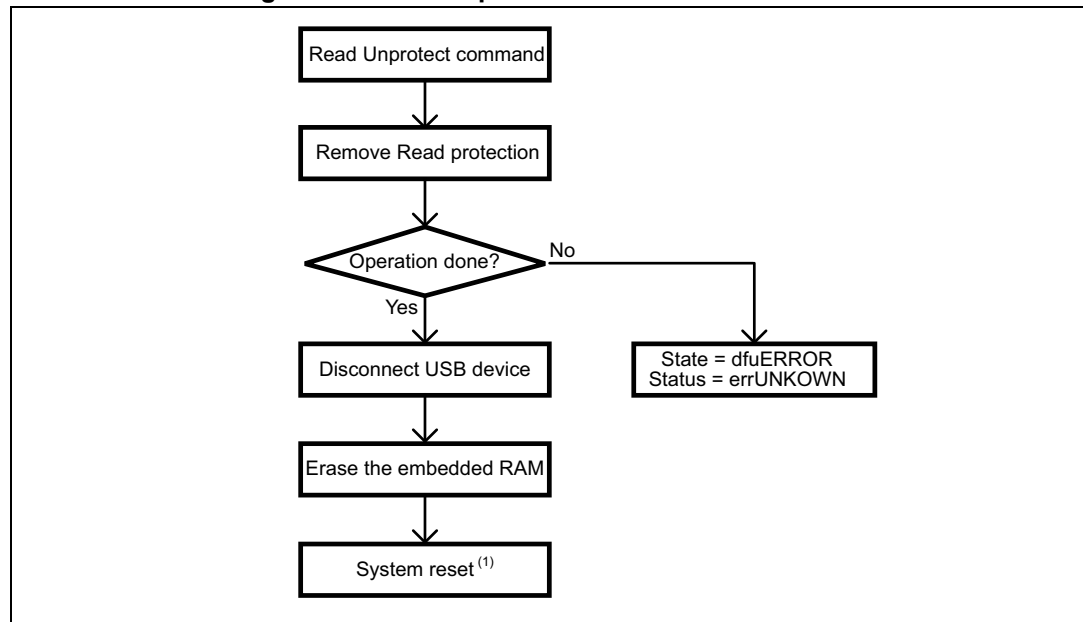 Read Unprotect command
Remove Read protection
Operation done?
No
Yes
Disconnect USB device
State = dfuERROR
Status = errUNKOWN
Erase the embedded RAM
System reset (1)